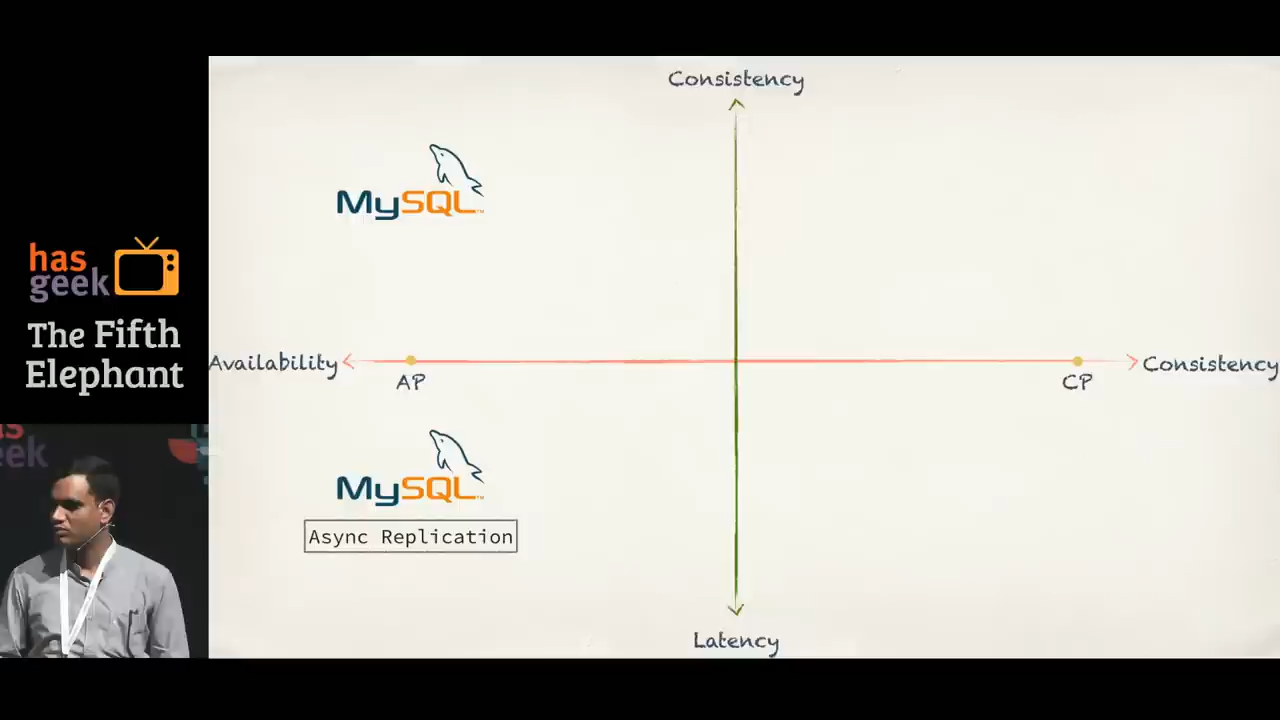 has
geek
The Fifth
Elephant
Consistency
MySQL
Availability
AP
CP
Consistency
MySQL
Async Replication
Latency